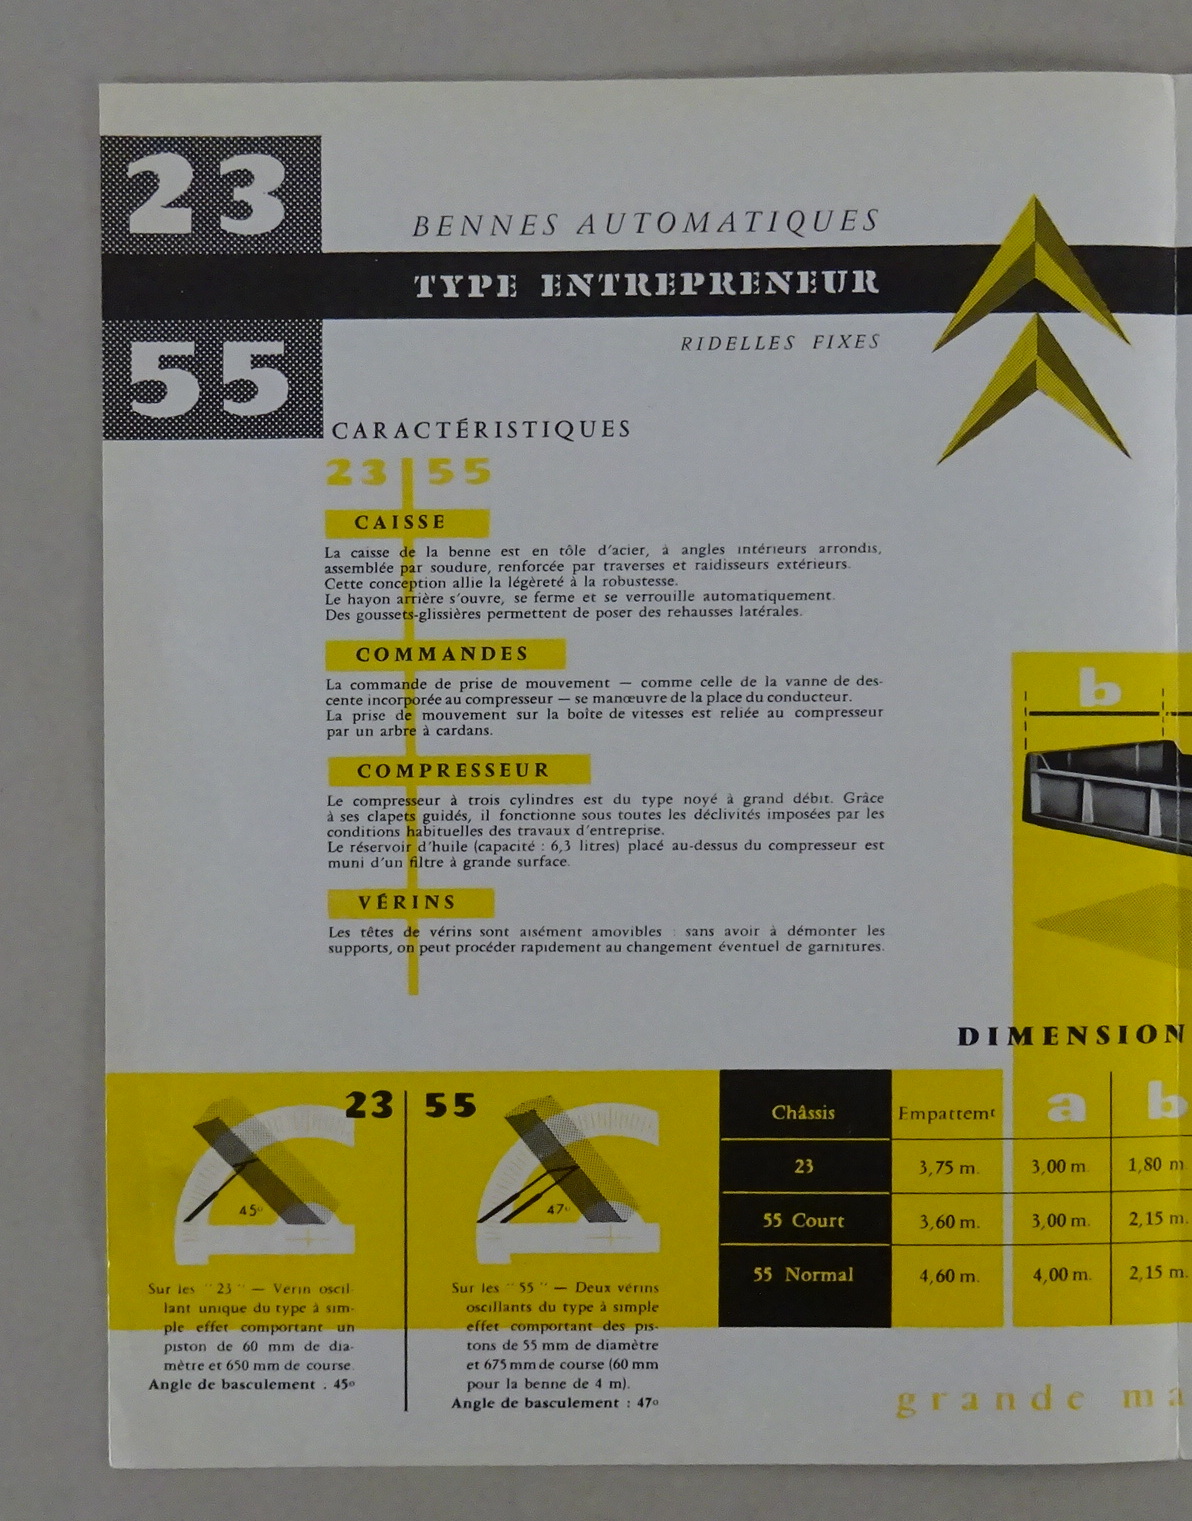 23
BENNES AUTOMATIQUES
TYPE ENTREPRENEUR
RIDELLES FIXES
55
CARACTÉRISTIQUES
23 55
CAISSE
La caisse de la benne est en tôle d'acier, à angles intérieurs arrondis,
assemblée par soudure, renforcée par traverses et raidisseurs extérieurs.
Cette conception allie la légèreté à la robustesse.
Le hayon arrière s'ouvre, se ferme et se verrouille automatiquement.
Des goussets-glissières permettent de poser des rehausses latérales.
COMMANDES
La commande de prise de mouvement — comme celle de la vanne de des-
cente incorporée au compresseur — se manœuvre de la place du conducteur.
La prise de mouvement sur la boîte de vitesses est reliée au compresseur
par un arbre à cardans.
COMPRESSEUR
Le compresseur à trois cylindres est du type noyé à grand débit. Grâce
à ses clapets guidés, il fonctionne sous toutes les déclivités imposées par les
conditions habituelles des travaux d'entreprise.
Le réservoir d'huile (capacité : 6,3 litres) placé au-dessus du compresseur est
muni d'un filtre à grande surface.
VÉRINS
Les têtes de vérins sont aisément amovibles : sans avoir à démonter les
supports, on peut procéder rapidement au changement éventuel de garnitures.
b
23
45°
Sur les "23" — Vérin oscil-
lant unique du type à sim-
ple effet comportant un
piston de 60 mm de dia-
mètre et 650 mm de course.
Angle de basculement : 45°
55
47°
Sur les "55" — Deux vérins
oscillants du type à simple
effet comportant des pis-
tons de 55 mm de diamètre
et 675 mm de course (60 mm
pour la benne de 4 m).
Angle de basculement : 47°
DIMENSION
Châssis Empattemt a b
23 3,75 m. 3,00 m. 1,80 m.
55 Court 3,60 m. 3,00 m. 2,15 m.
55 Normal 4,60 m. 4,00 m. 2,15 m.
grande ma